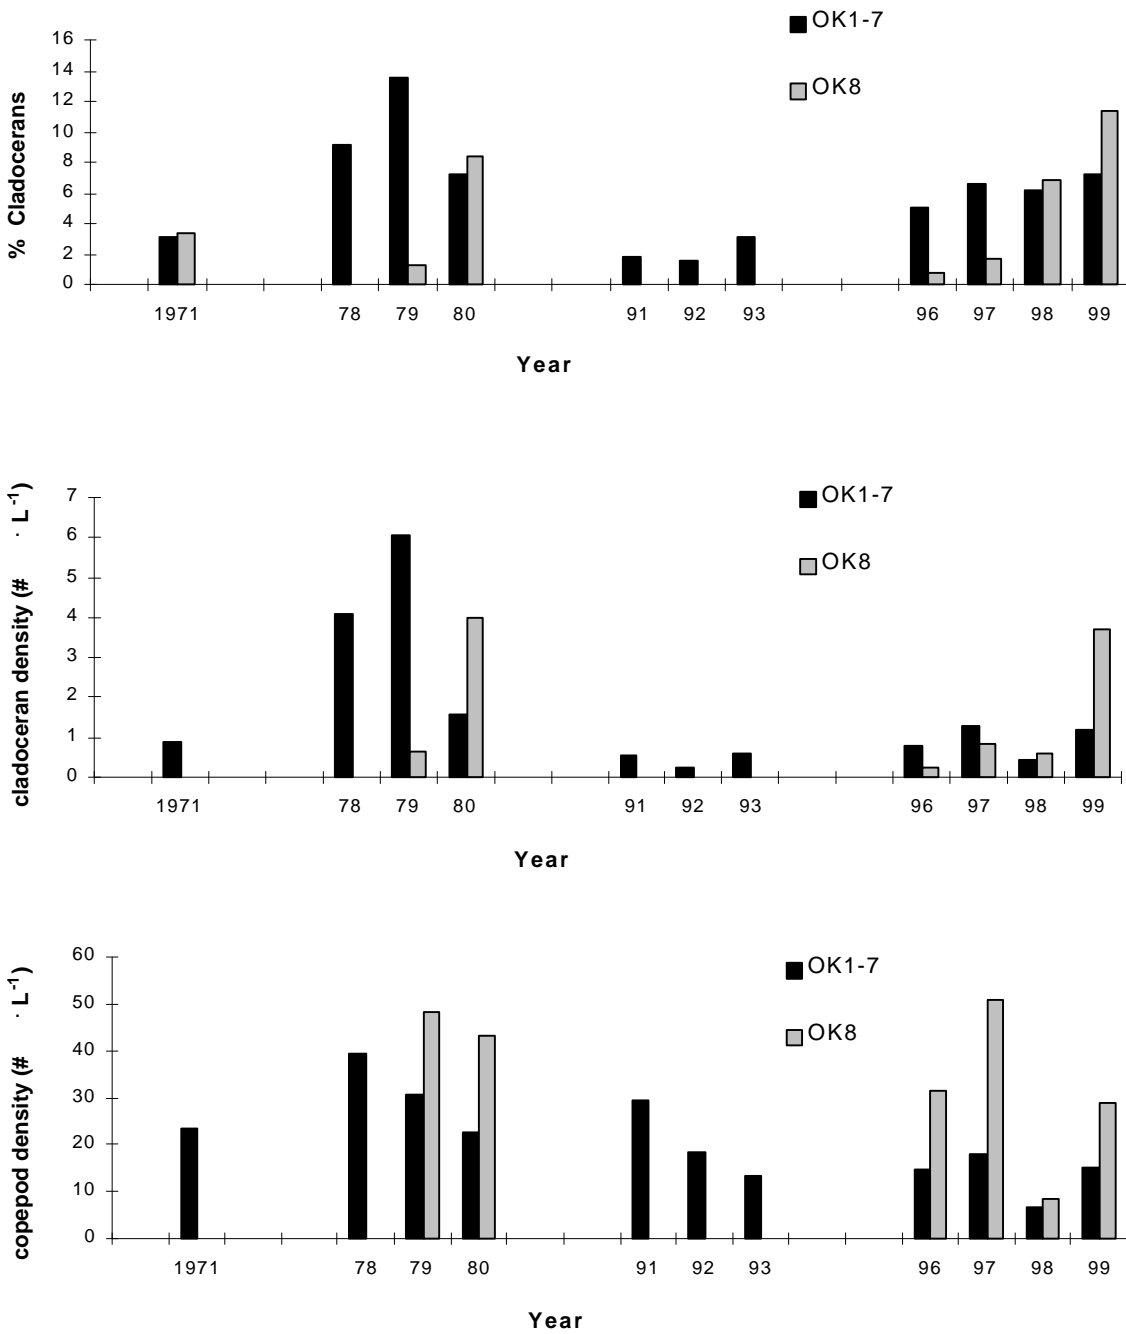 OK1-7
OK8
16
14
12
10
8
6
4
2
0
% Cladocerans
1971 78 79 80 91 92 93 96 97 98 99
Year
OK1-7
OK8
7
6
5
4
3
2
1
0
cladoceran density (# · L-1)
1971 78 79 80 91 92 93 96 97 98 99
Year
OK1-7
OK8
60
50
40
30
20
10
0
copepod density (# · L-1)
1971 78 79 80 91 92 93 96 97 98 99
Year